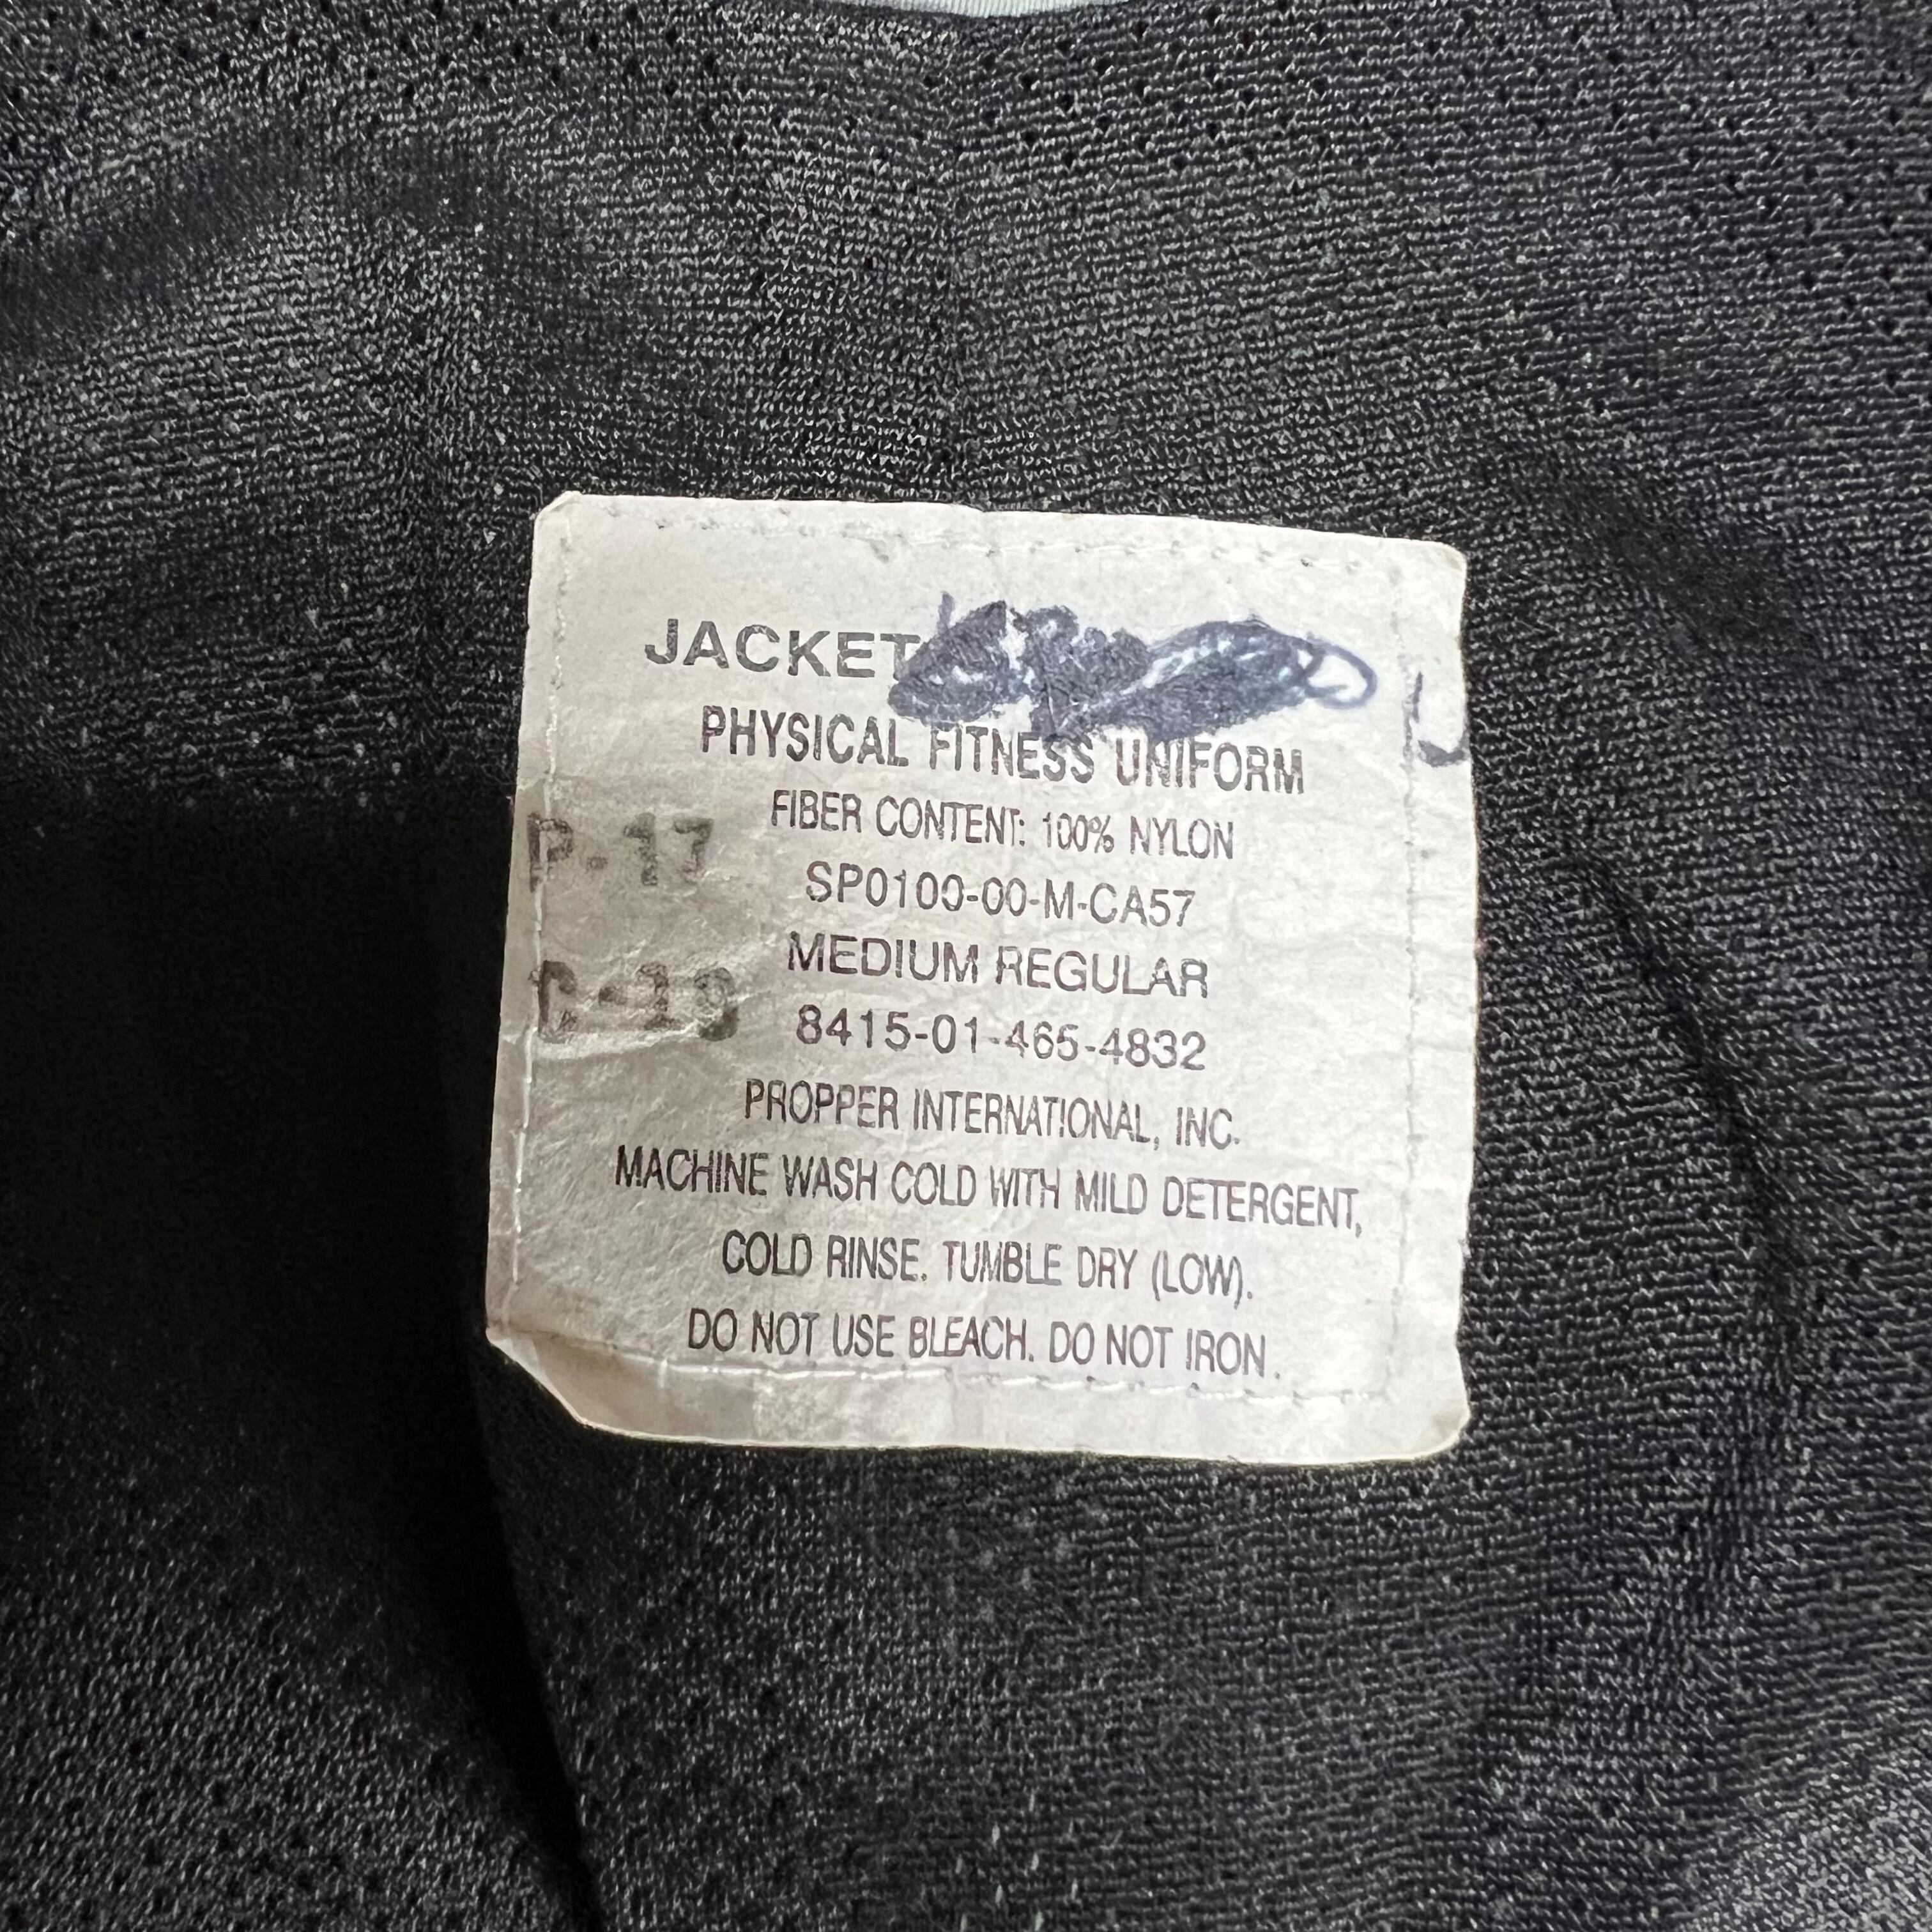 JACKET
PHYSICAL FITNESS UNIFORM
FIBER CONTENT: 100% NYLON
P-17
SP0100-00-M-CA57
MEDIUM REGULAR
C-19
8415-01-465-4832
PROPPER INTERNATIONAL, INC.
MACHINE WASH COLD WITH MILD DETERGENT,
COLD RINSE. TUMBLE DRY (LOW).
DO NOT USE BLEACH. DO NOT IRON.